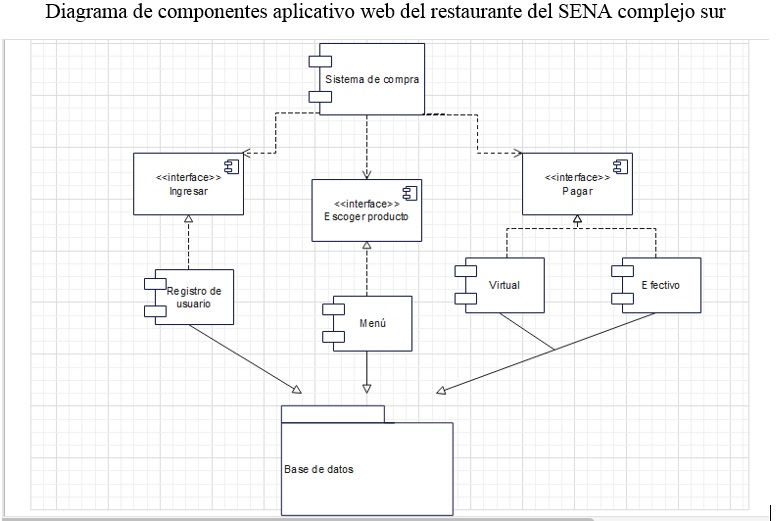 Diagrama de componentes aplicativo web del restaurante del SENA complejo sur
Sistema de compra
<<interface>>
Ingresar
<<interface>>
Escoger producto
<<interface>>
Pagar
Registro de
usuario
Menú
Virtual
Efectivo
Base de datos